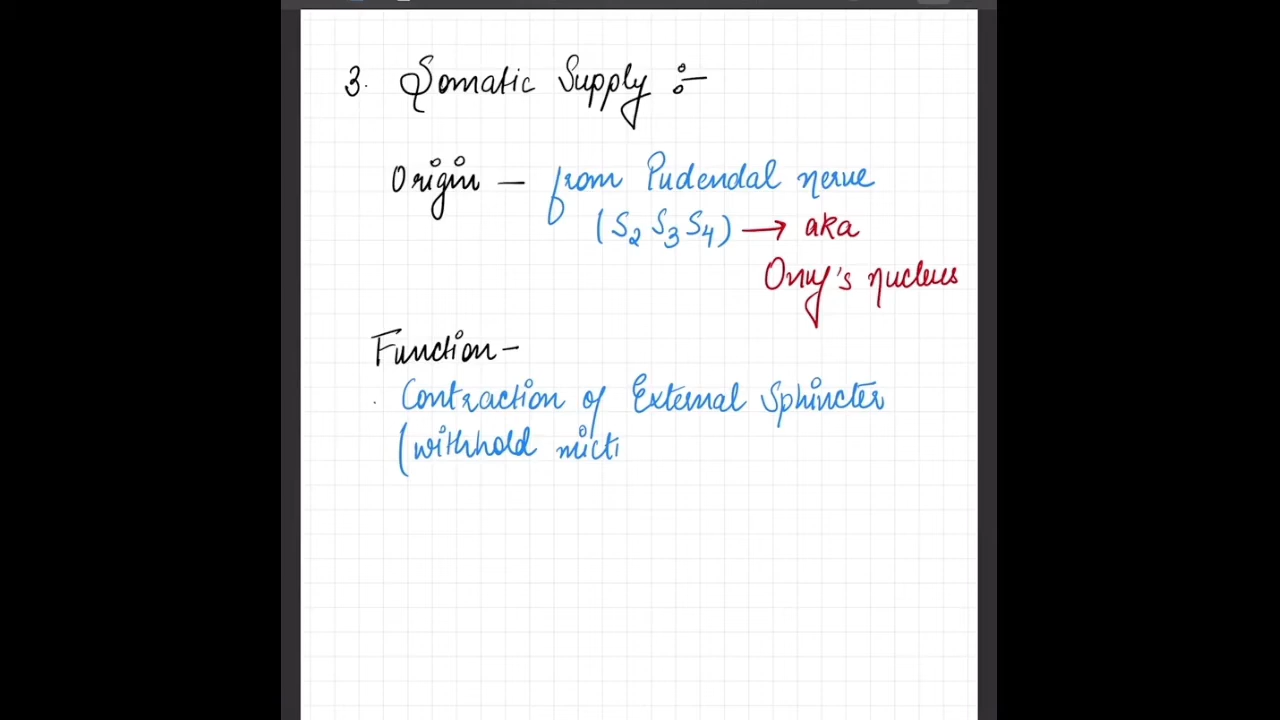 3. Somatic Supply :-
Origin - from Pudendal nerve
(S2 S3 S4) → aka
Onuf's nucleus
Function -
Contraction of External Sphincter
(withhold micti